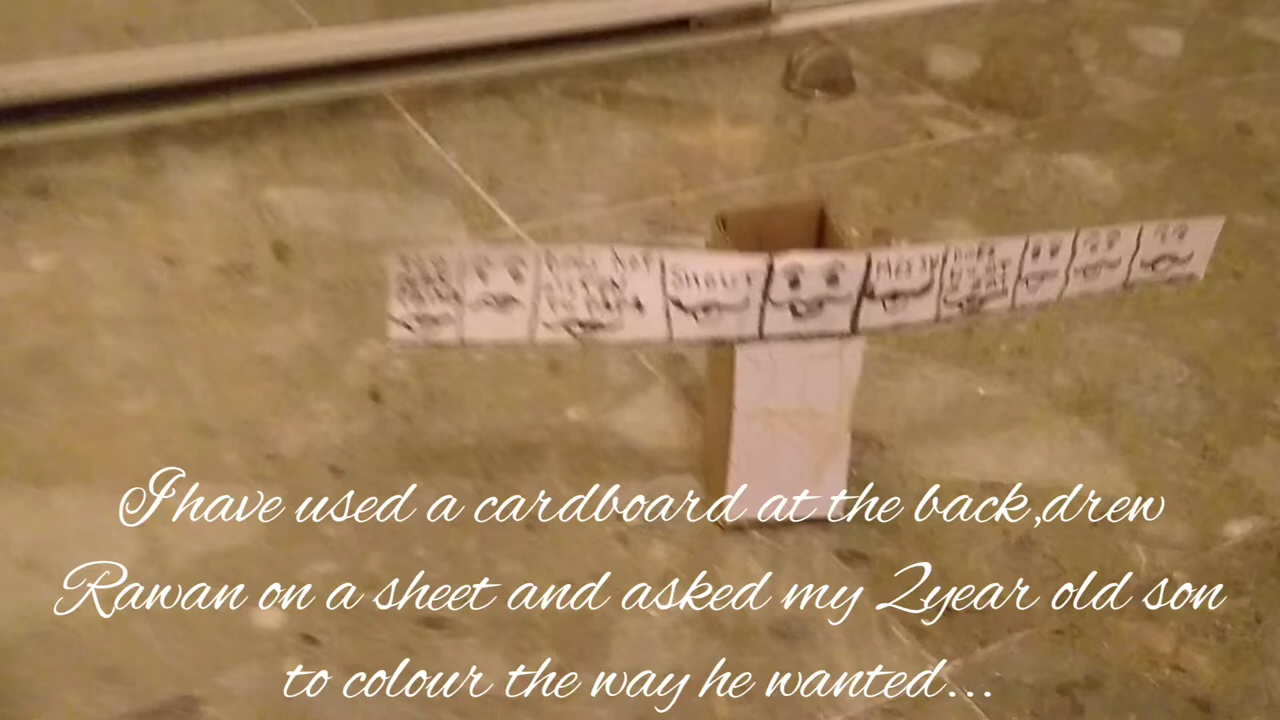 Shout
I have used a cardboard at the back,drew
Rawan on a sheet and asked my 2year old son
to colour the way he wanted...